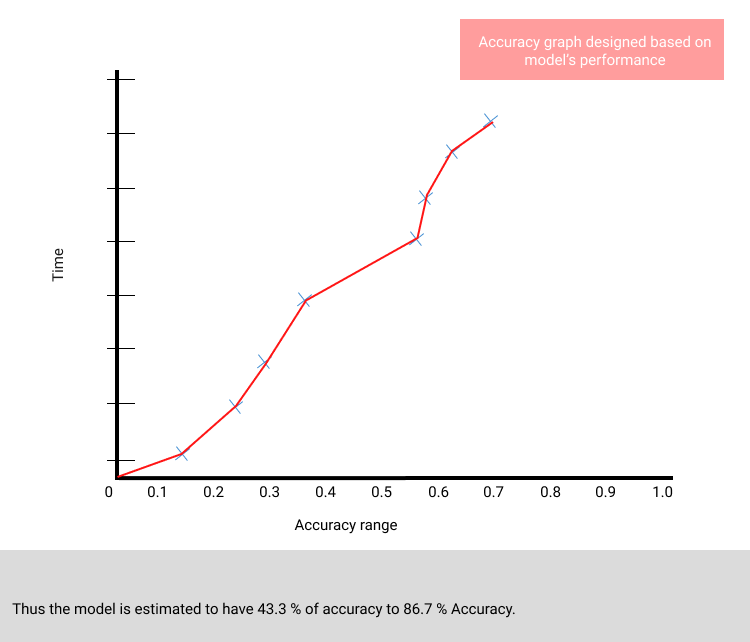 Accuracy graph designed based on
model's performance
Time
0 0.1 0.2 0.3 0.4 0.5 0.6 0.7 0.8 0.9 1.0
Accuracy range
Thus the model is estimated to have 43.3 % of accuracy to 86.7 % Accuracy.